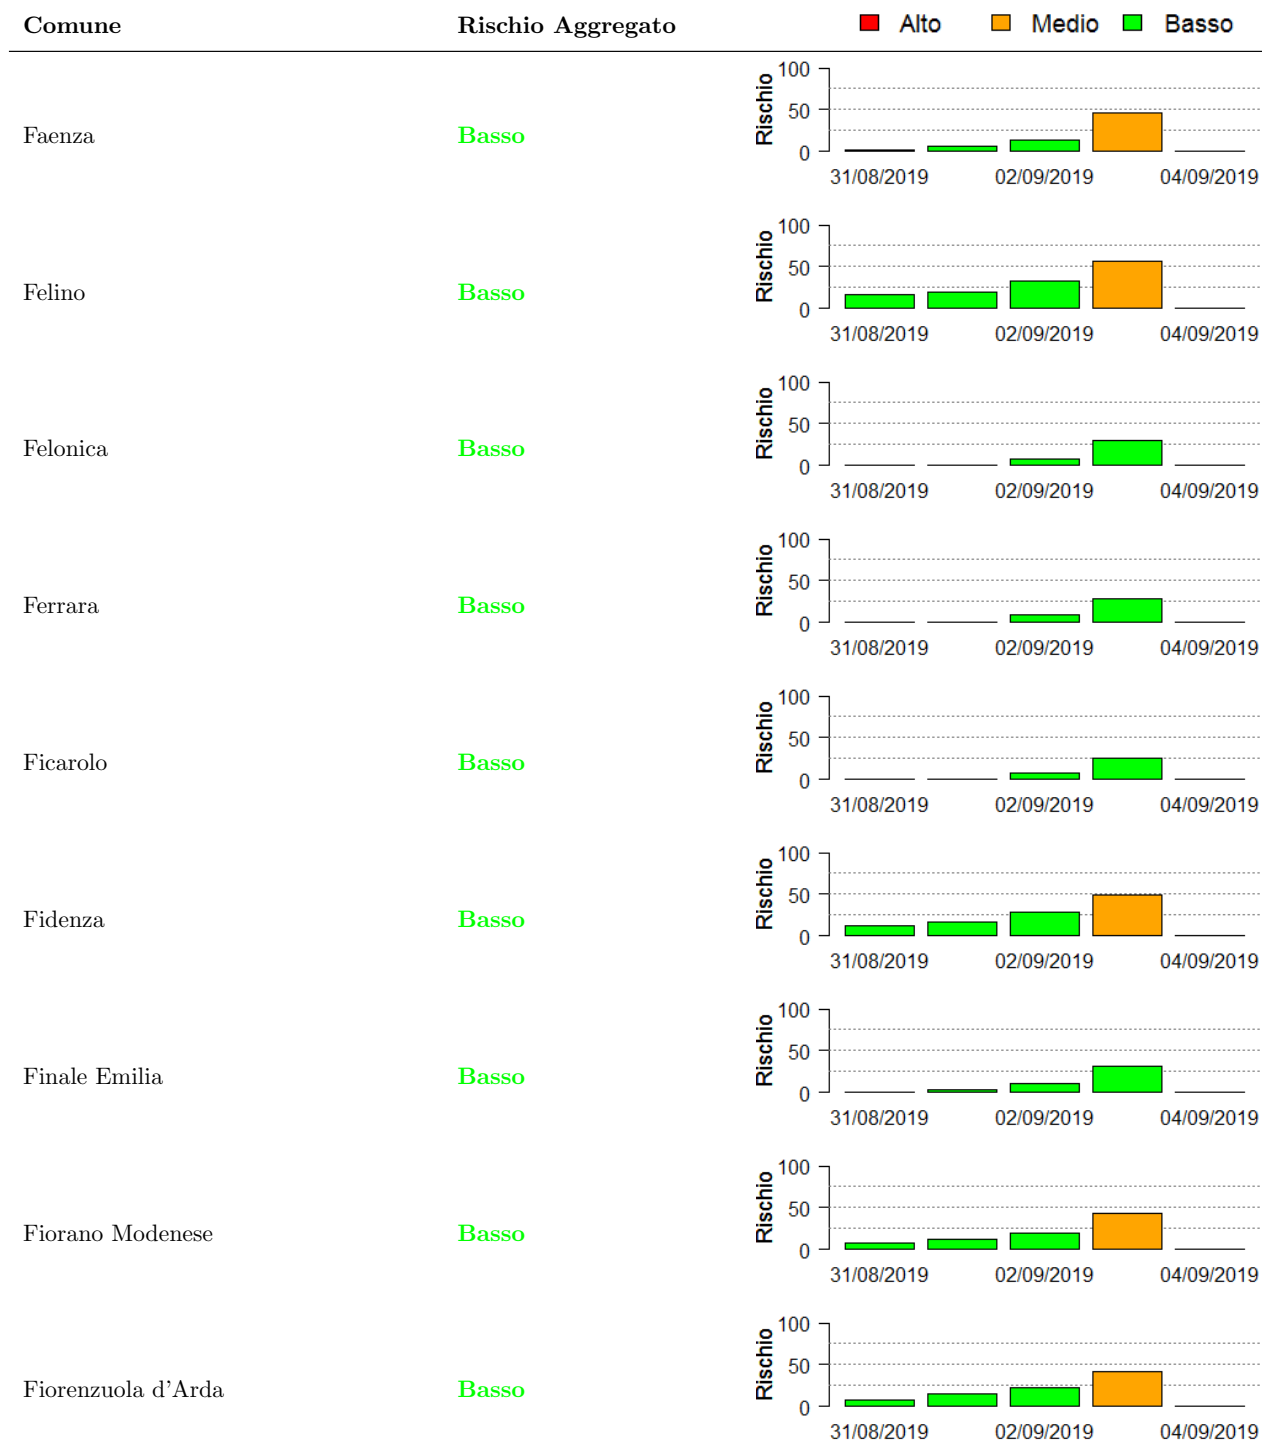 Comune Rischio Aggregato Alto Medio Basso
100
50
0
Rischio
Faenza Basso
31/08/2019 02/09/2019 04/09/2019
100
50
0
Rischio
Felino Basso
31/08/2019 02/09/2019 04/09/2019
100
50
0
Rischio
Felonica Basso
31/08/2019 02/09/2019 04/09/2019
100
50
0
Rischio
Ferrara Basso
31/08/2019 02/09/2019 04/09/2019
100
50
0
Rischio
Ficarolo Basso
31/08/2019 02/09/2019 04/09/2019
100
50
0
Rischio
Fidenza Basso
31/08/2019 02/09/2019 04/09/2019
100
50
0
Rischio
Finale Emilia Basso
31/08/2019 02/09/2019 04/09/2019
100
50
0
Rischio
Fiorano Modenese Basso
31/08/2019 02/09/2019 04/09/2019
100
50
0
Rischio
Fiorenzuola d'Arda Basso
31/08/2019 02/09/2019 04/09/2019